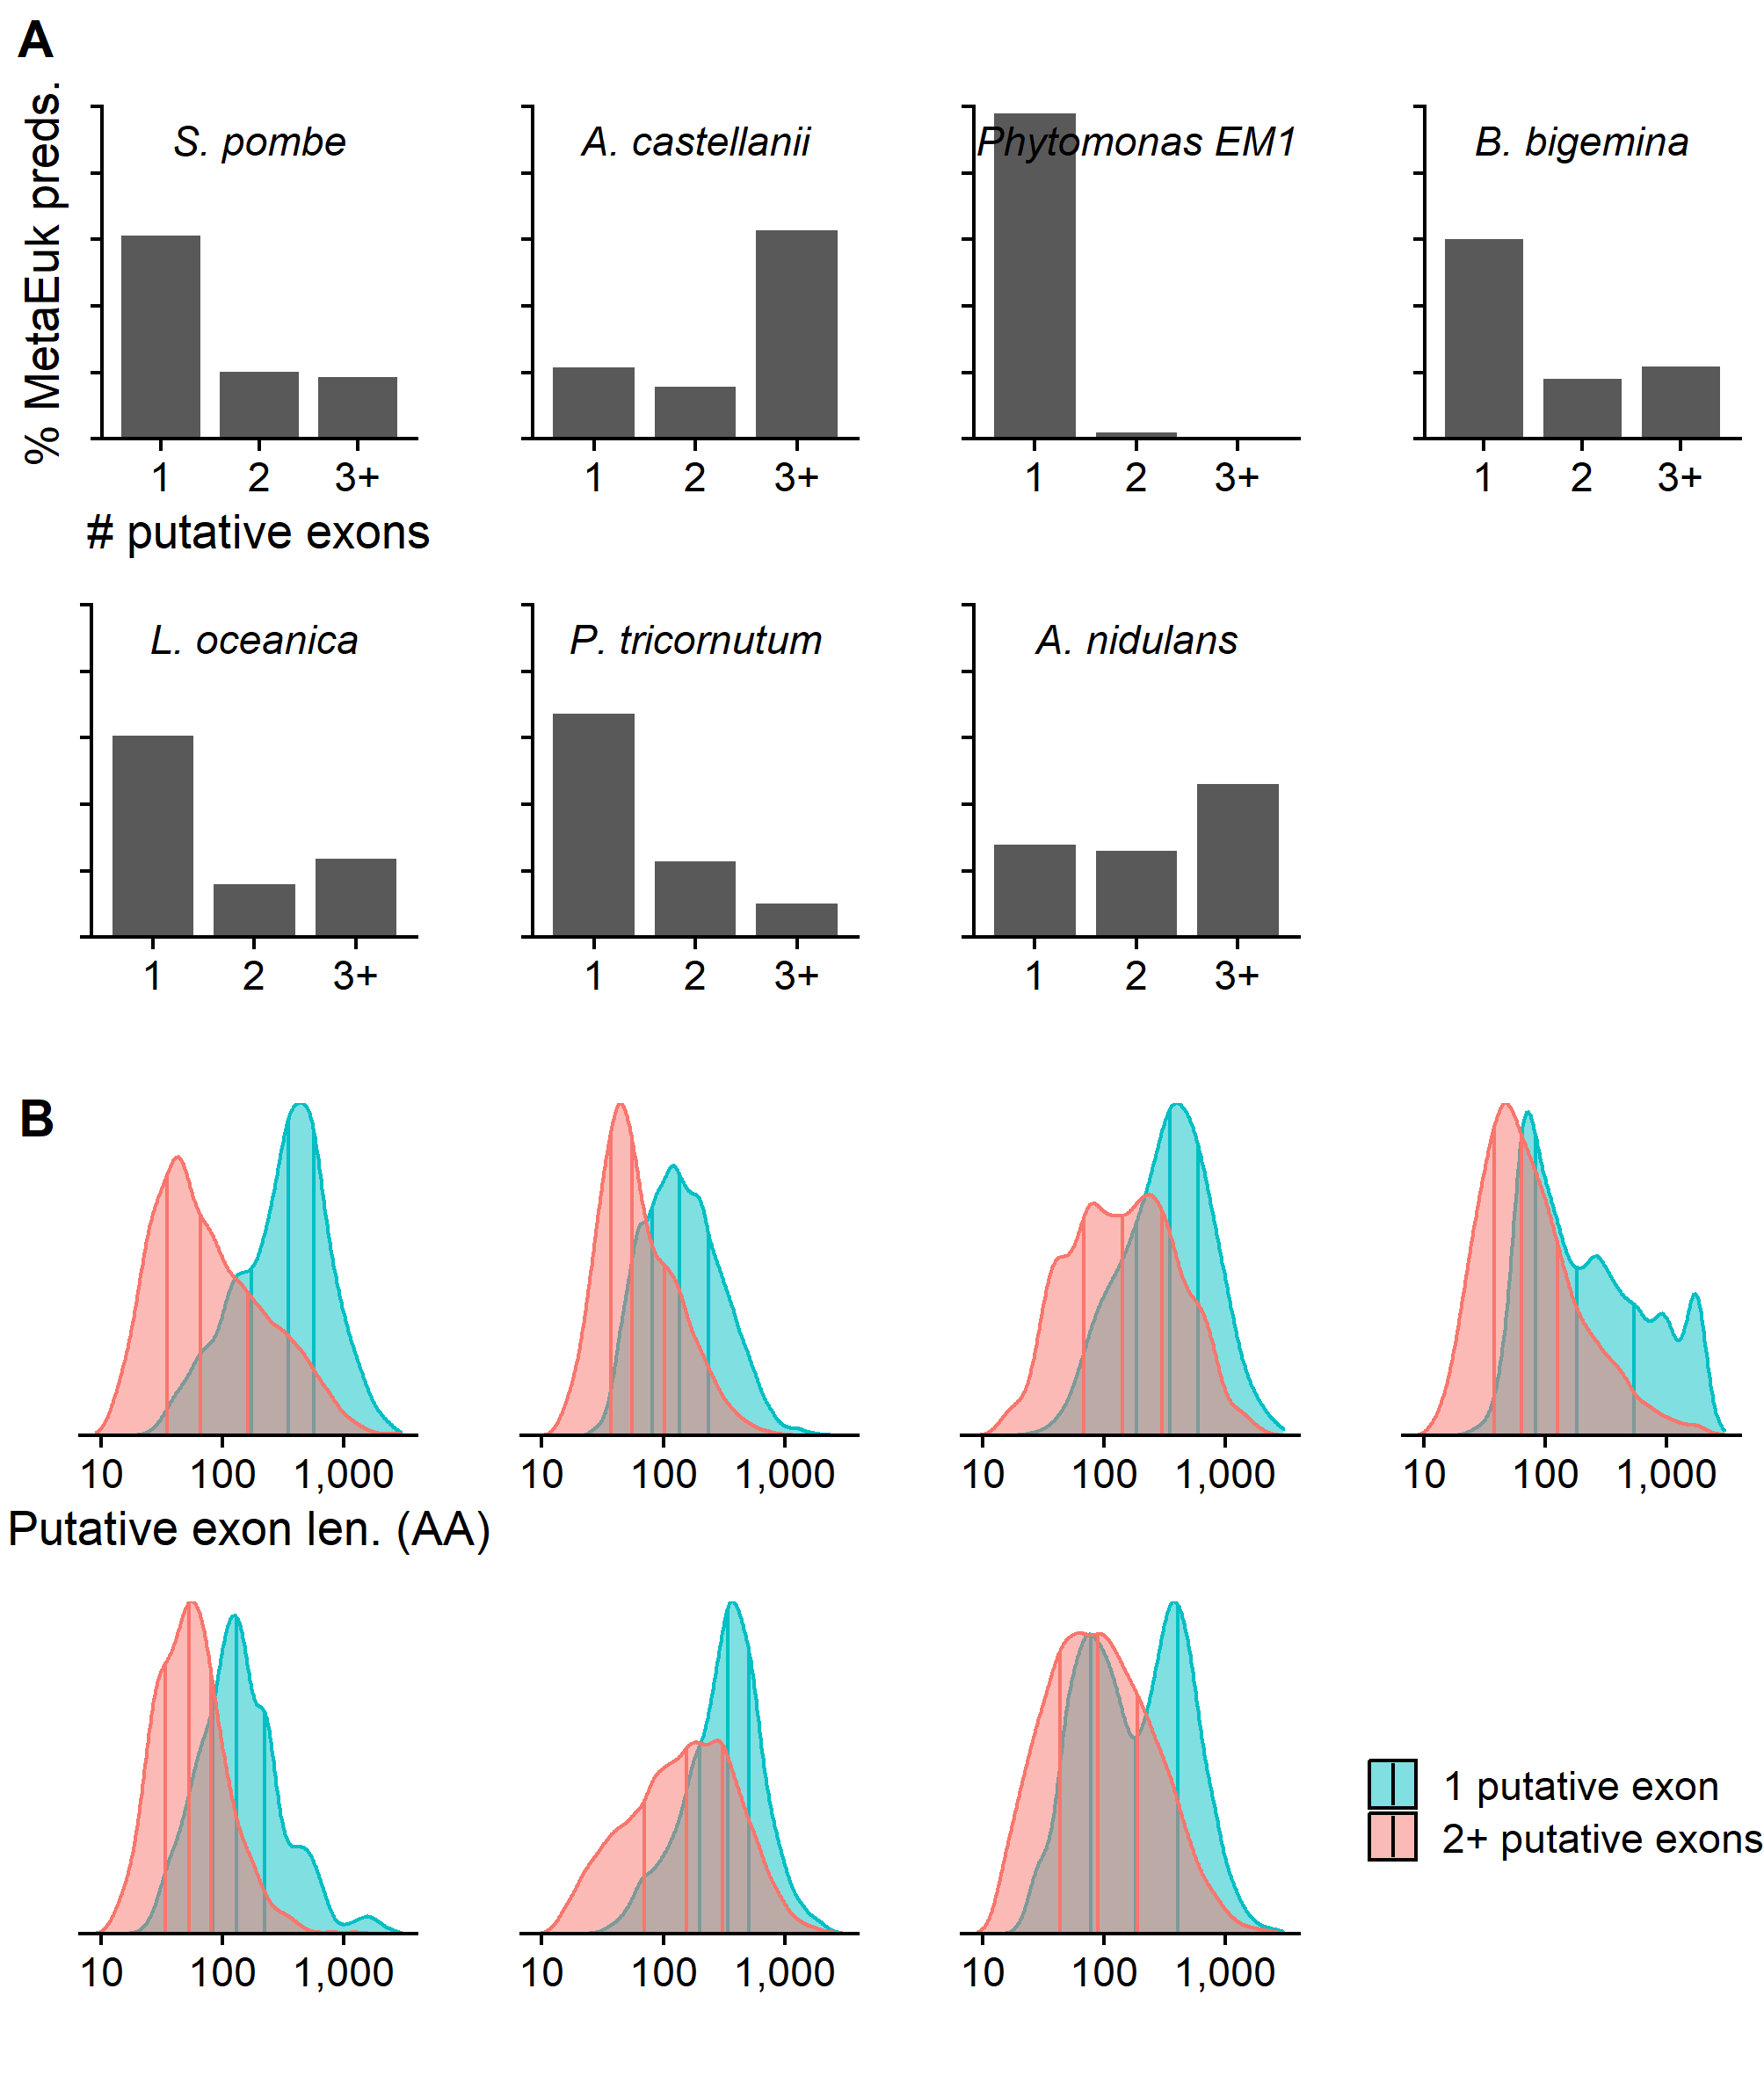 A
% MetaEuk preds.
S. pombe
A. castellanii
Phytomonas EM1
B. bigemina
1 2 3+
1 2 3+
1 2 3+
1 2 3+
# putative exons
L. oceanica
P. tricornutum
A. nidulans
1 2 3+
1 2 3+
1 2 3+
B
10 100 1,000
10 100 1,000
10 100 1,000
10 100 1,000
Putative exon len. (AA)
1 putative exon
2+ putative exons
10 100 1,000
10 100 1,000
10 100 1,000